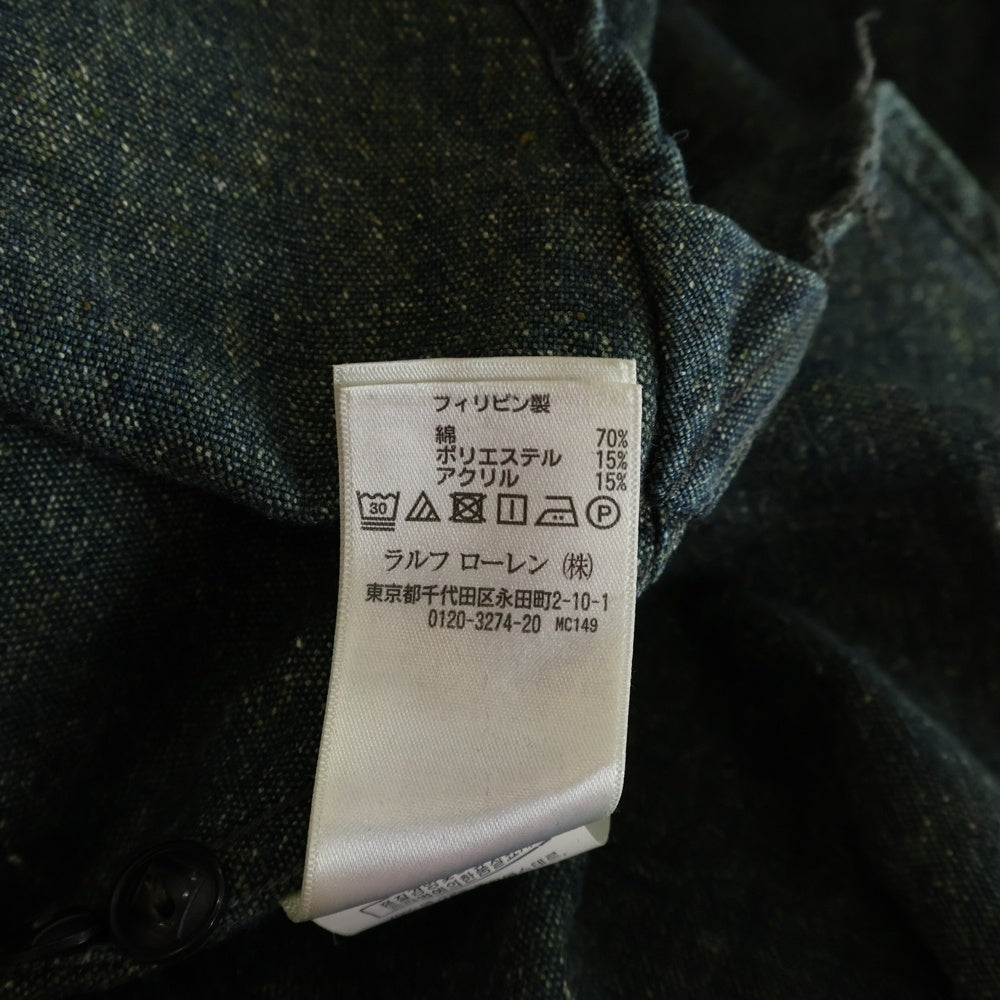 フィリピン製
綿 70%
ポリエステル 15%
アクリル 15%
30 P
ラルフ ローレン (株)
東京都千代田区永田町2-10-1
0120-3274-20 MC149